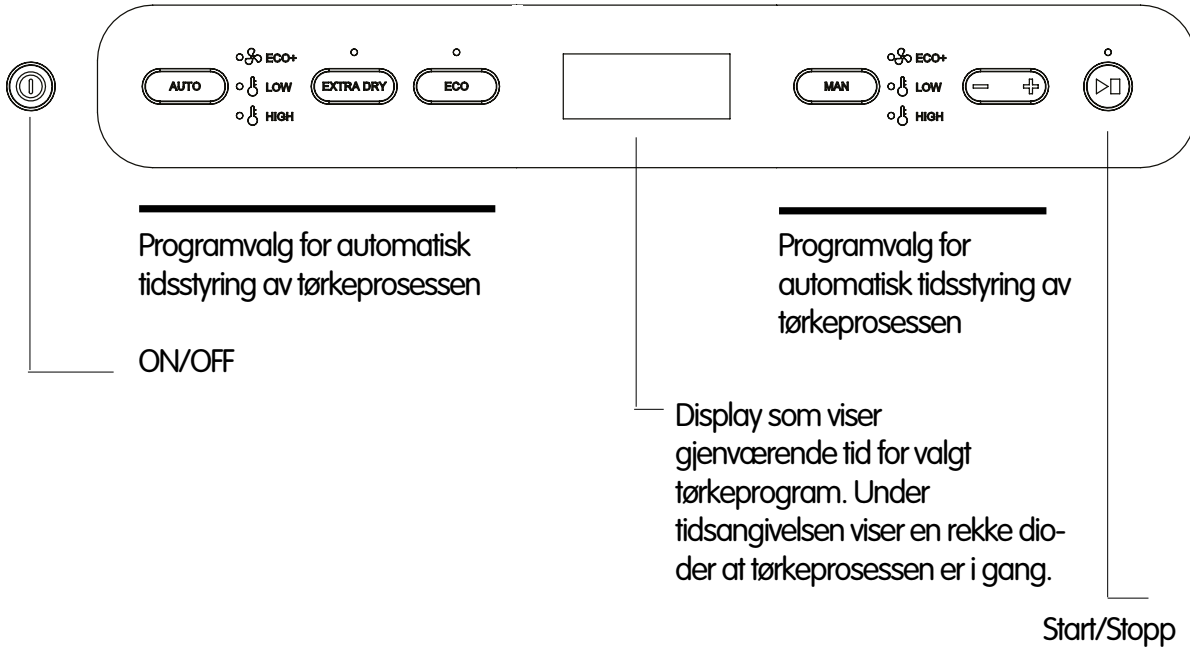 ECO+
ECO+
AUTO
LOW
EXTRA DRY
ECO
MAN
LOW
HIGH
HIGH
Programvalg for automatisk
tidsstyring av tørkeprosessen
Programvalg for
automatisk tidsstyring av
tørkeprosessen
ON/OFF
Display som viser
gjenværende tid for valgt
tørkeprogram. Under
tidsangivelsen viser en rekke dio-
der at tørkeprosessen er i gang.
Start/Stopp